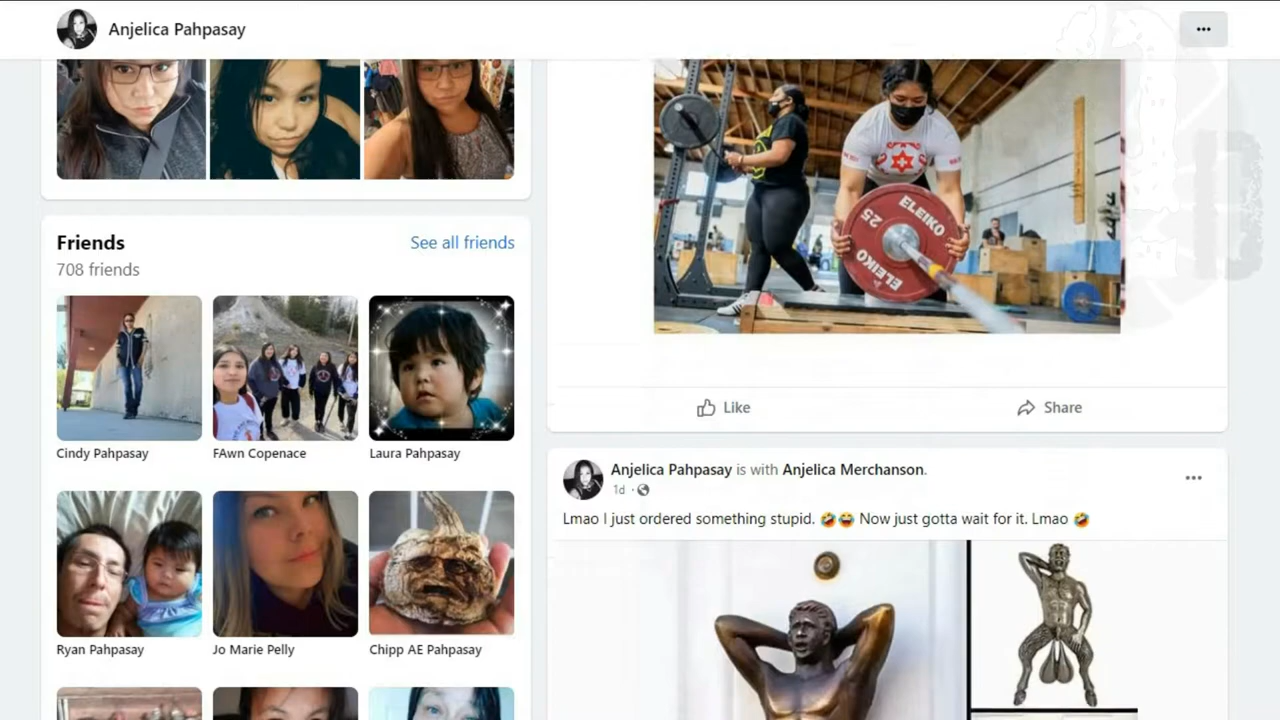 Anjelica Pahpasay
Friends
See all friends
708 friends
Cindy Pahpasay
FAwn Copenace
Laura Pahpasay
Ryan Pahpasay
Jo Marie Pelly
Chipp AE Pahpasay
ELEIKO
25
ELEIKO
Like
Share
Anjelica Pahpasay is with Anjelica Merchanson.
1d ·
Lmao I just ordered something stupid. 🤣😂 Now just gotta wait for it. Lmao 🤣